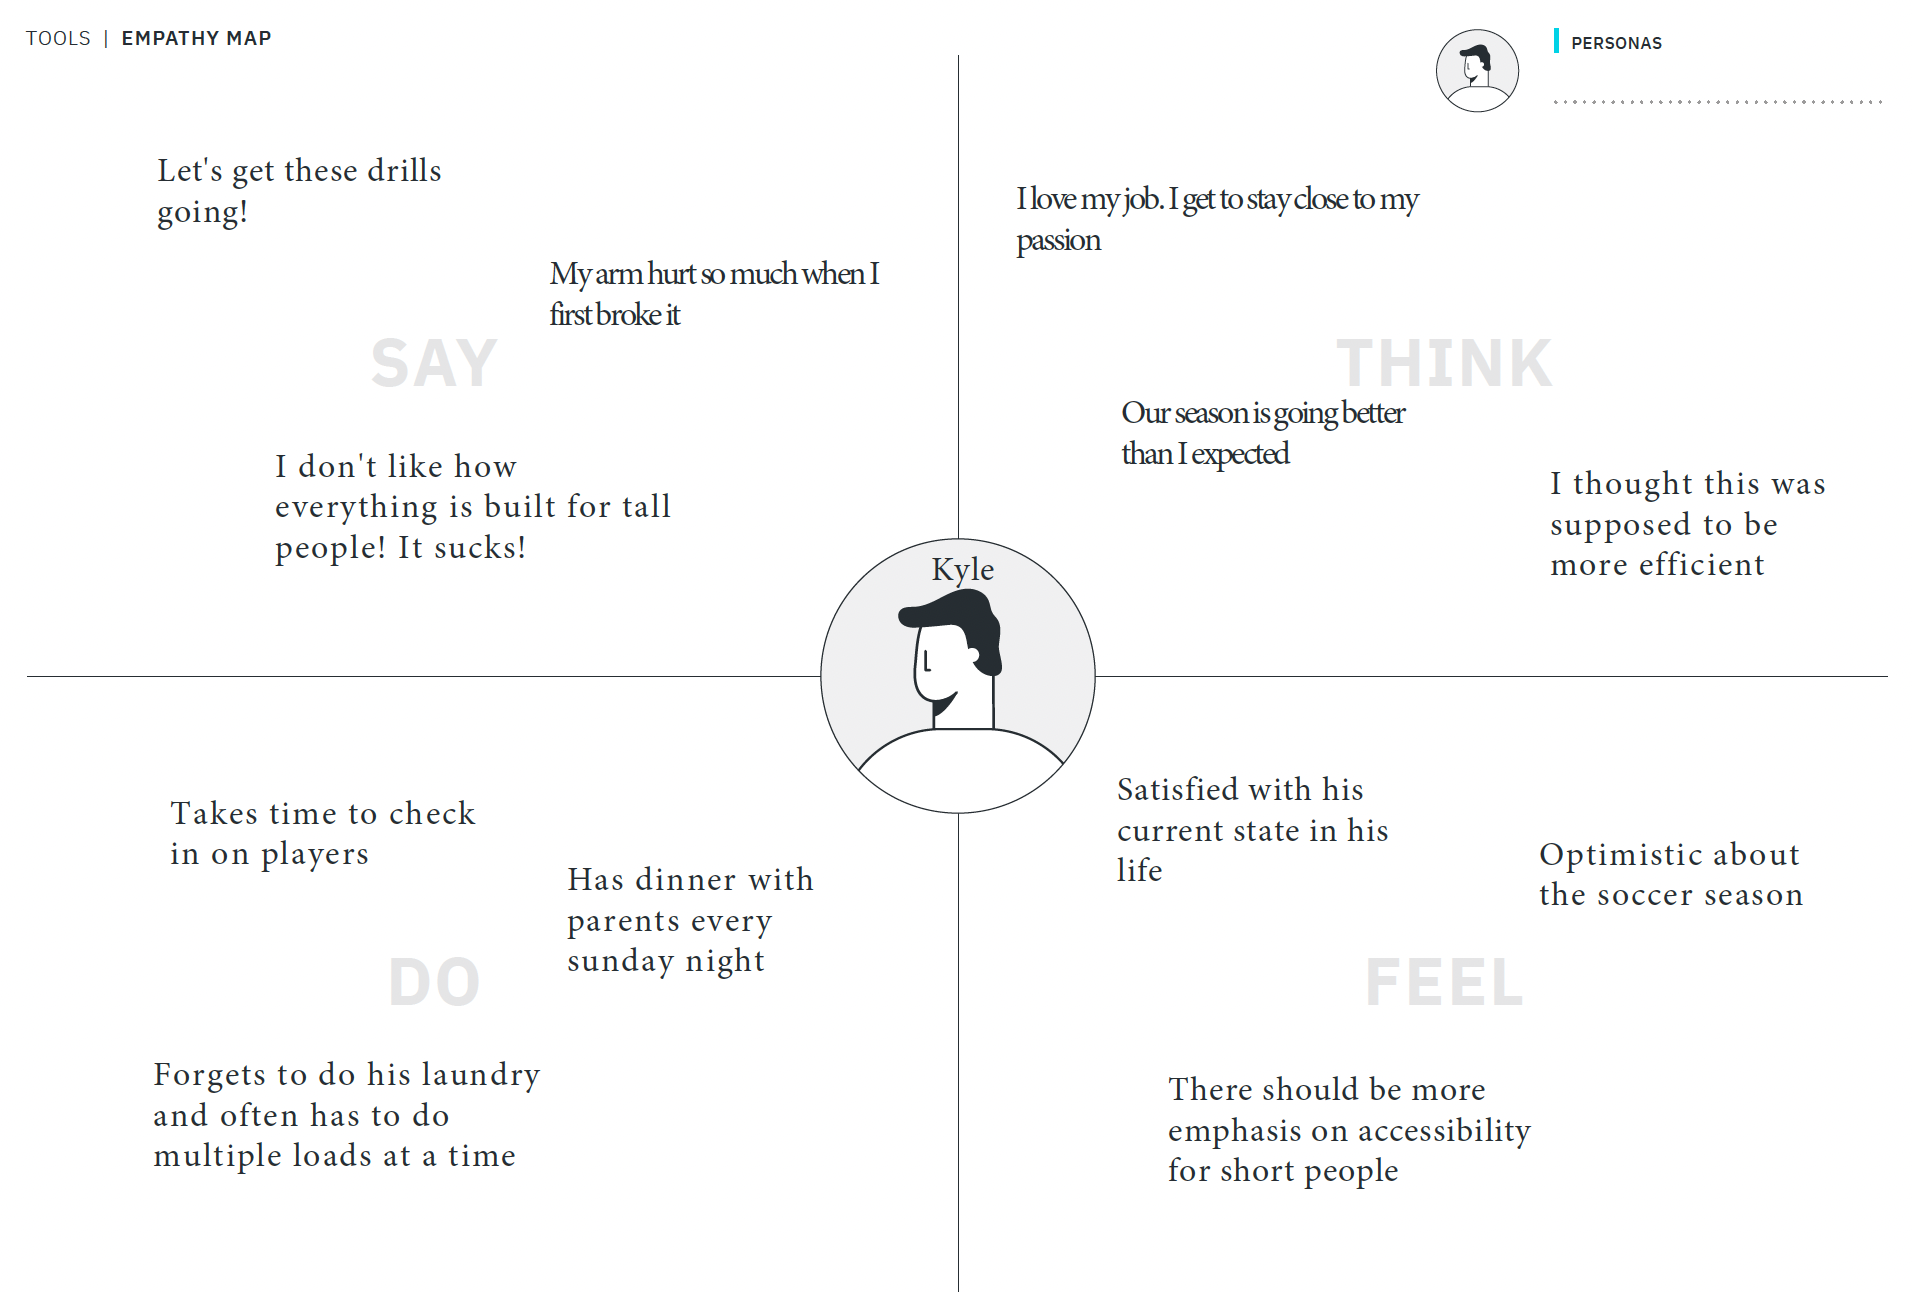 TOOLS | EMPATHY MAP
PERSONAS
Let's get these drills
going!
My arm hurt so much when I
first broke it
SAY
I don't like how
everything is built for tall
people! It sucks!
I love my job. I get to stay close to my
passion
THINK
Our season is going better
than I expected
I thought this was
supposed to be
more efficient
Kyle
Takes time to check
in on players
Has dinner with
parents every
sunday night
DO
Forgets to do his laundry
and often has to do
multiple loads at a time
Satisfied with his
current state in his
life
Optimistic about
the soccer season
FEEL
There should be more
emphasis on accessibility
for short people